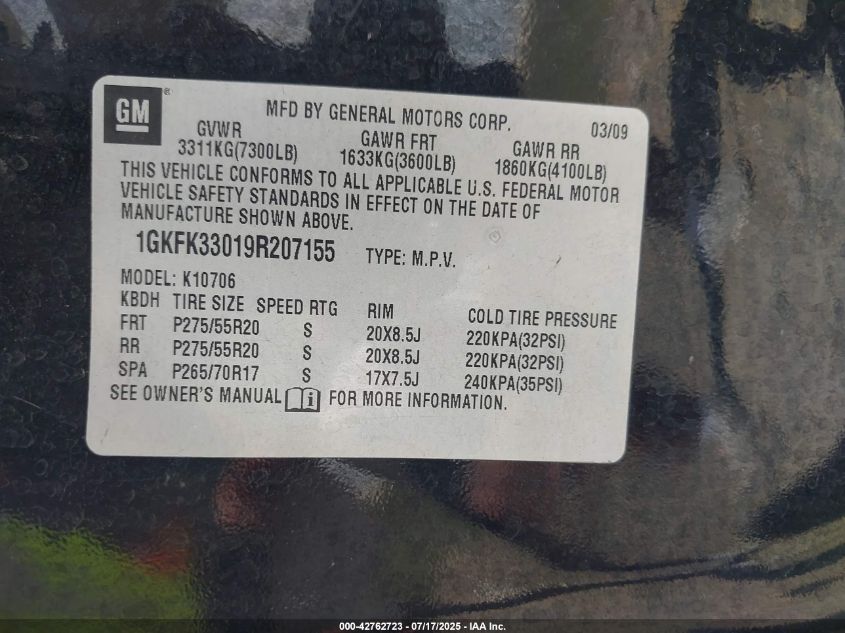 GM ®
MFD BY GENERAL MOTORS CORP. 03/09
GVWR GAWR FRT GAWR RR
3311KG(7300LB) 1633KG(3600LB) 1860KG(4100LB)
THIS VEHICLE CONFORMS TO ALL APPLICABLE U.S. FEDERAL MOTOR
VEHICLE SAFETY STANDARDS IN EFFECT ON THE DATE OF
MANUFACTURE SHOWN ABOVE.
1GKFK33019R207155 TYPE: M.P.V.
MODEL: K10706
KBDH TIRE SIZE SPEED RTG RIM COLD TIRE PRESSURE
FRT P275/55R20 S 20X8.5J 220KPA(32PSI)
RR P275/55R20 S 20X8.5J 220KPA(32PSI)
SPA P265/70R17 S 17X7.5J 240KPA(35PSI)
SEE OWNER'S MANUAL i FOR MORE INFORMATION.
000-42762723 - 07/17/2025 - IAA Inc.